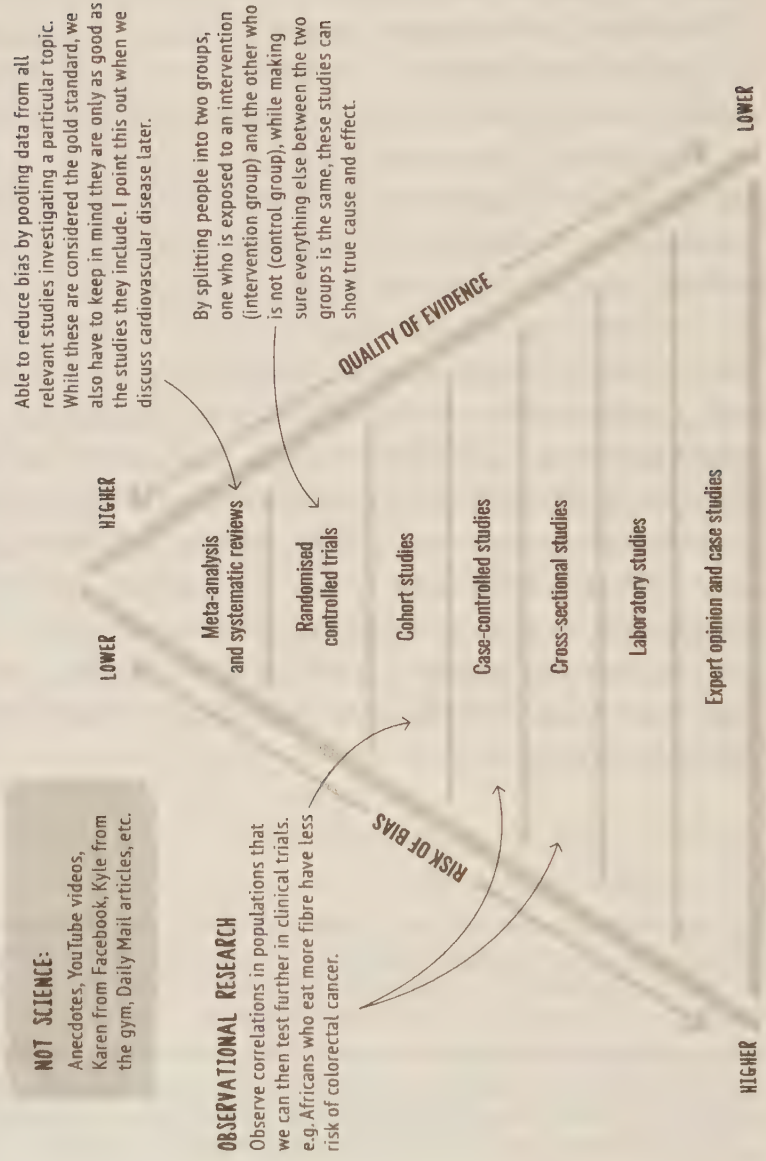 NOT SCIENCE:
Anecdotes, YouTube videos,
Karen from Facebook, Kyle from
the gym, Daily Mail articles, etc.
Able to reduce bias by pooling data from all
relevant studies investigating a particular topic.
While these are considered the gold standard, we
also have to keep in mind they are only as good as
the studies they include. I point this out when we
discuss cardiovascular disease later.
By splitting people into two groups,
one who is exposed to an intervention
(intervention group) and the other who
is not (control group), while making
sure everything else between the two
groups is the same, these studies can
show true cause and effect.
OBSERVATIONAL RESEARCH
Observe correlations in populations that
we can then test further in clinical trials.
e.g. Africans who eat more fibre have less
risk of colorectal cancer.
LOWER
HIGHER
RISK OF BIAS
QUALITY OF EVIDENCE
Meta-analysis
and systematic reviews
Randomised
controlled trials
Cohort studies
Case-controlled studies
Cross-sectional studies
Laboratory studies
Expert opinion and case studies
HIGHER
LOWER